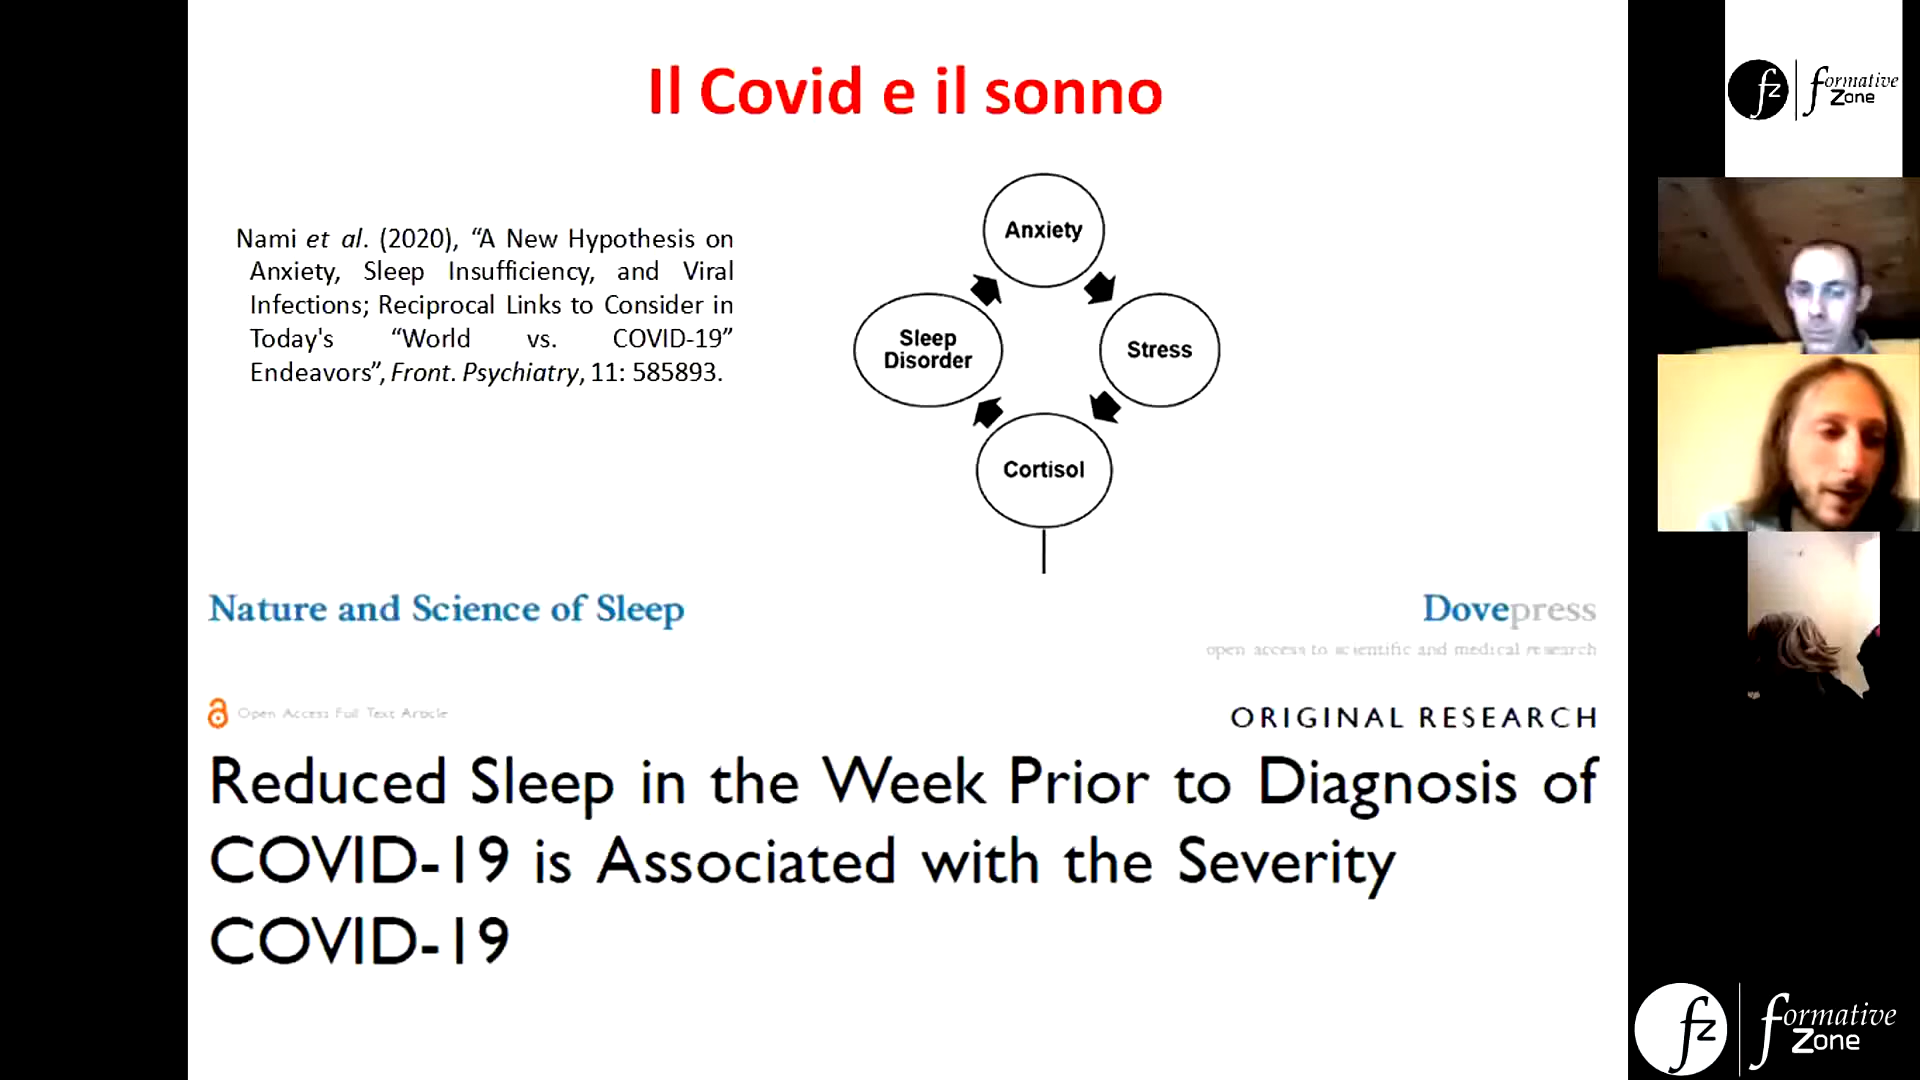 Il Covid e il sonno
Nami et al. (2020), “A New Hypothesis on
Anxiety, Sleep Insufficiency, and Viral
Infections; Reciprocal Links to Consider in
Today's “World vs. COVID-19”
Endeavors”, Front. Psychiatry, 11: 585893.
Anxiety
Sleep
Disorder
Stress
Cortisol
Nature and Science of Sleep
Dovepress
open access to scientific and medical research
Open Access Full Text Article
ORIGINAL RESEARCH
Reduced Sleep in the Week Prior to Diagnosis of
COVID-19 is Associated with the Severity
COVID-19
fz formative
Zone
fz formative
Zone